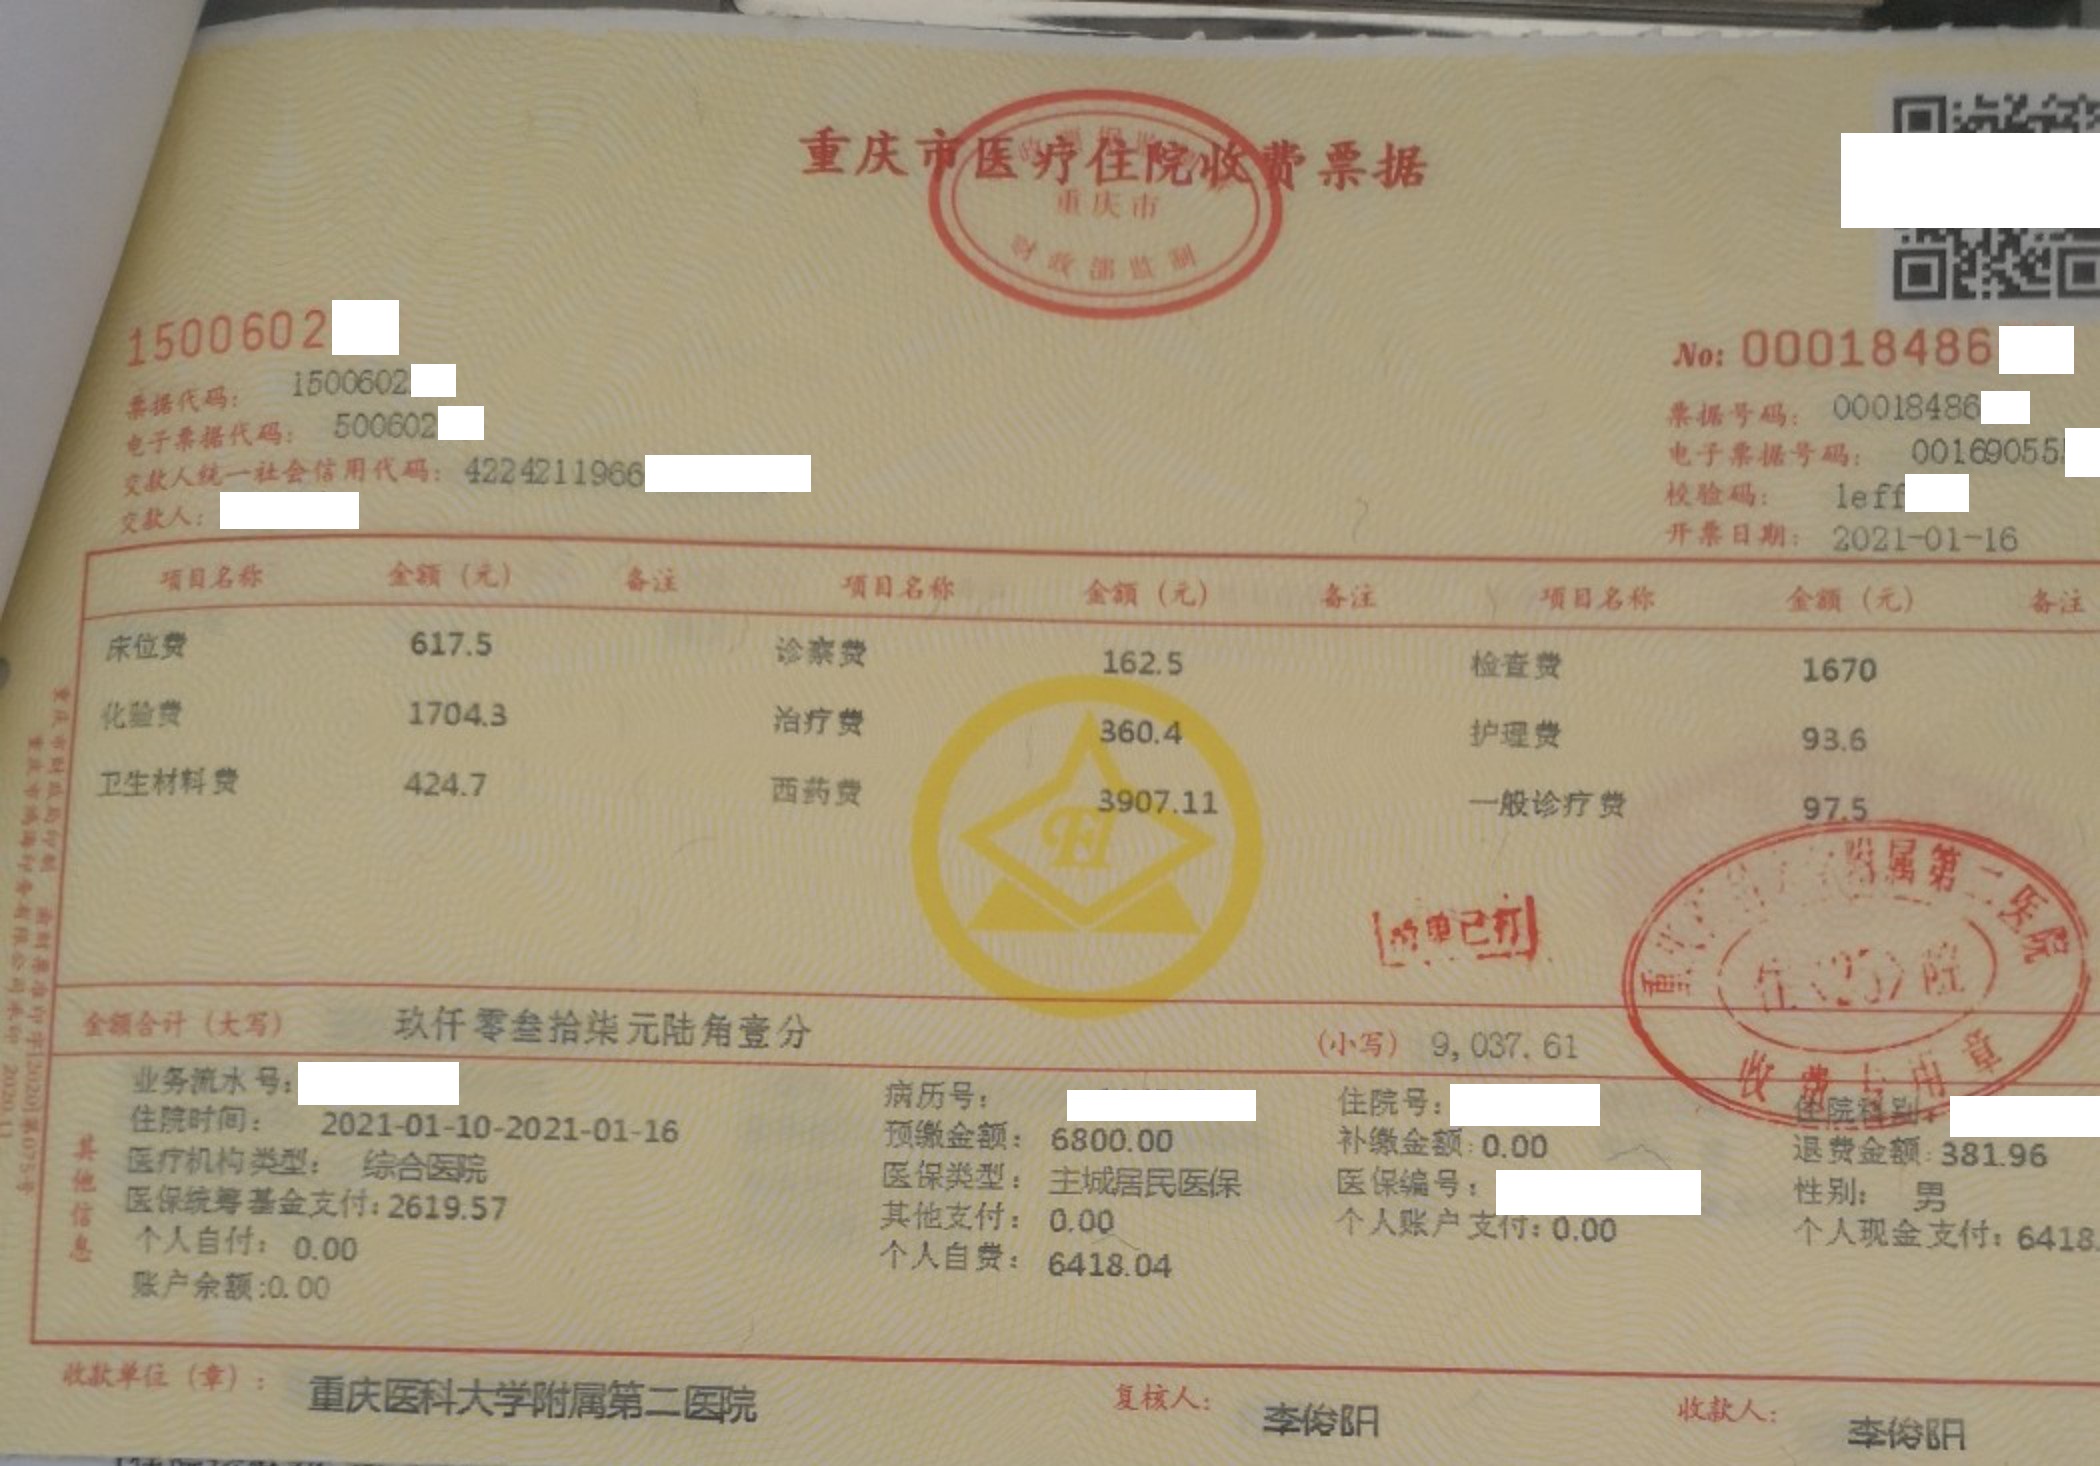 重庆市医疗住院收费票据
重庆市
财政部监制
1500602
No: 00018486
票据代码： 1500602
票据号码： 00018486
电子票据代码： 500602
电子票据号码： 001690555
交款人统一社会信用代码： 4224211966
校验码： 1eff
交款人：
开票日期： 2021-01-16
项目名称 金额（元） 备注 项目名称 金额（元） 备注 项目名称 金额（元） 备注
床位费 617.5 诊察费 162.5 检查费 1670
化验费 1704.3 治疗费 360.4 护理费 93.6
卫生材料费 424.7 西药费 3907.11 一般诊疗费 97.5
附属第二医院
收费专用章
金额合计（大写） 玖仟零叁拾柒元陆角壹分 （小写） 9,037.61
其他信息
业务流水号： 病历号： 住院号： 住院科别：
住院时间： 2021-01-10-2021-01-16 预缴金额： 6800.00 补缴金额：0.00 退费金额：381.96
医疗机构类型： 综合医院 医保类型： 主城居民医保 医保编号： 性别： 男
医保统筹基金支付：2619.57 其他支付： 0.00 个人账户支付：0.00 个人现金支付：6418.
个人自付： 0.00 个人自费： 6418.04
账户余额:0.00
收款单位（章）： 重庆医科大学附属第二医院 复核人： 李俊阳 收款人： 李俊阳